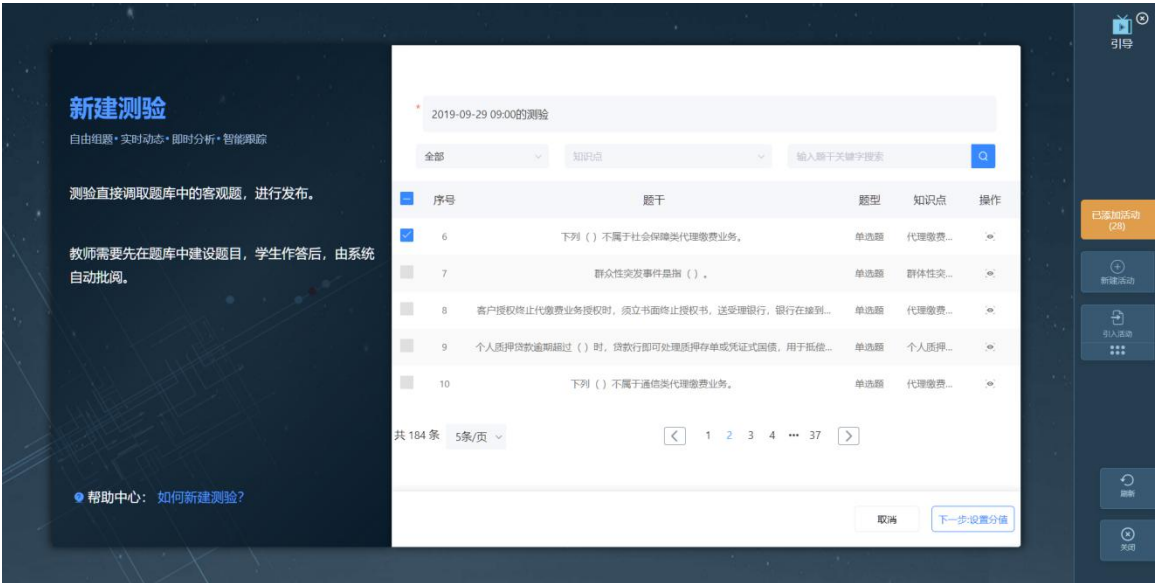 引导
新建测验
自由组题•实时动态•即时分析•智能跟踪
测验直接调取题库中的客观题，进行发布。
教师需要先在题库中建设题目，学生作答后，由系统
自动批阅。
帮助中心： 如何新建测验？
* 2019-09-29 09:00的测验
全部 知识点 输入题干关键字搜索
序号 题干 题型 知识点 操作
6 下列（ ）不属于社会保障类代理缴费业务。 单选题 代理缴费...
7 群众性突发事件是指（ ）。 单选题 群体性突...
8 客户授权终止代缴费业务授权时，须立书面终止授权书，送受理银行，银行在接到... 单选题 代理缴费...
9 个人质押贷款逾期超过（ ）时，贷款行即可处理质押存单或凭证式国债，用于抵偿... 单选题 个人质押...
10 下列（ ）不属于通信类代理缴费业务。 单选题 代理缴费...
共 184 条 5条/页 1 2 3 4 ••• 37
取消 下一步:设置分值
已添加活动
(28)
新建活动
引入活动
刷新
关闭